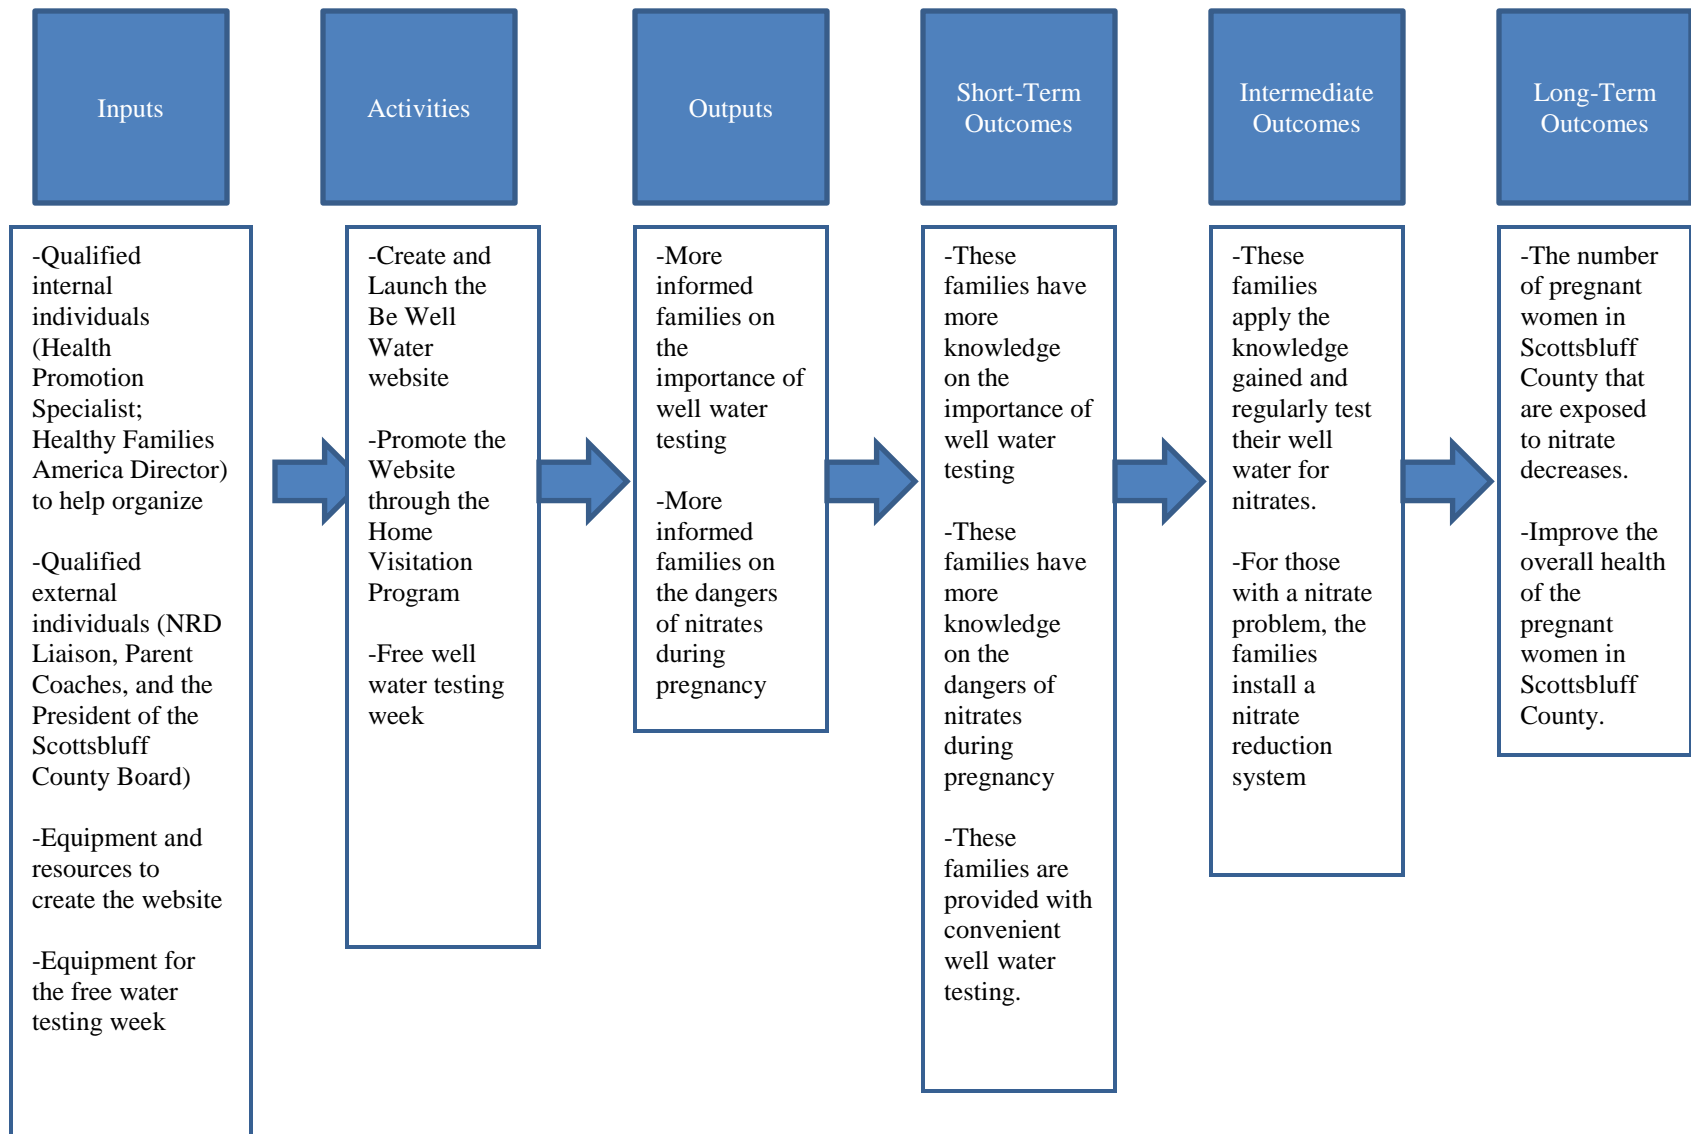 Inputs
Activities
Outputs
Short-Term
Outcomes
Intermediate
Outcomes
Long-Term
Outcomes
-Qualified
internal
individuals
(Health
Promotion
Specialist;
Healthy Families
America Director)
to help organize
-Qualified
external
individuals (NRD
Liaison, Parent
Coaches, and the
President of the
Scottsbluff
County Board)
-Equipment and
resources to
create the website
-Equipment for
the free water
testing week
-Create and
Launch the
Be Well
Water
website
-Promote the
Website
through the
Home
Visitation
Program
-Free well
water testing
week
-More
informed
families on
the
importance of
well water
testing
-More
informed
families on
the dangers
of nitrates
during
pregnancy
-These
families have
more
knowledge
on the
importance of
well water
testing
-These
families have
more
knowledge
on the
dangers of
nitrates
during
pregnancy
-These
families are
provided with
convenient
well water
testing.
-These
families
apply the
knowledge
gained and
regularly test
their well
water for
nitrates.
-For those
with a nitrate
problem, the
families
install a
nitrate
reduction
system
-The number
of pregnant
women in
Scottsbluff
County that
are exposed
to nitrate
decreases.
-Improve the
overall health
of the
pregnant
women in
Scottsbluff
County.